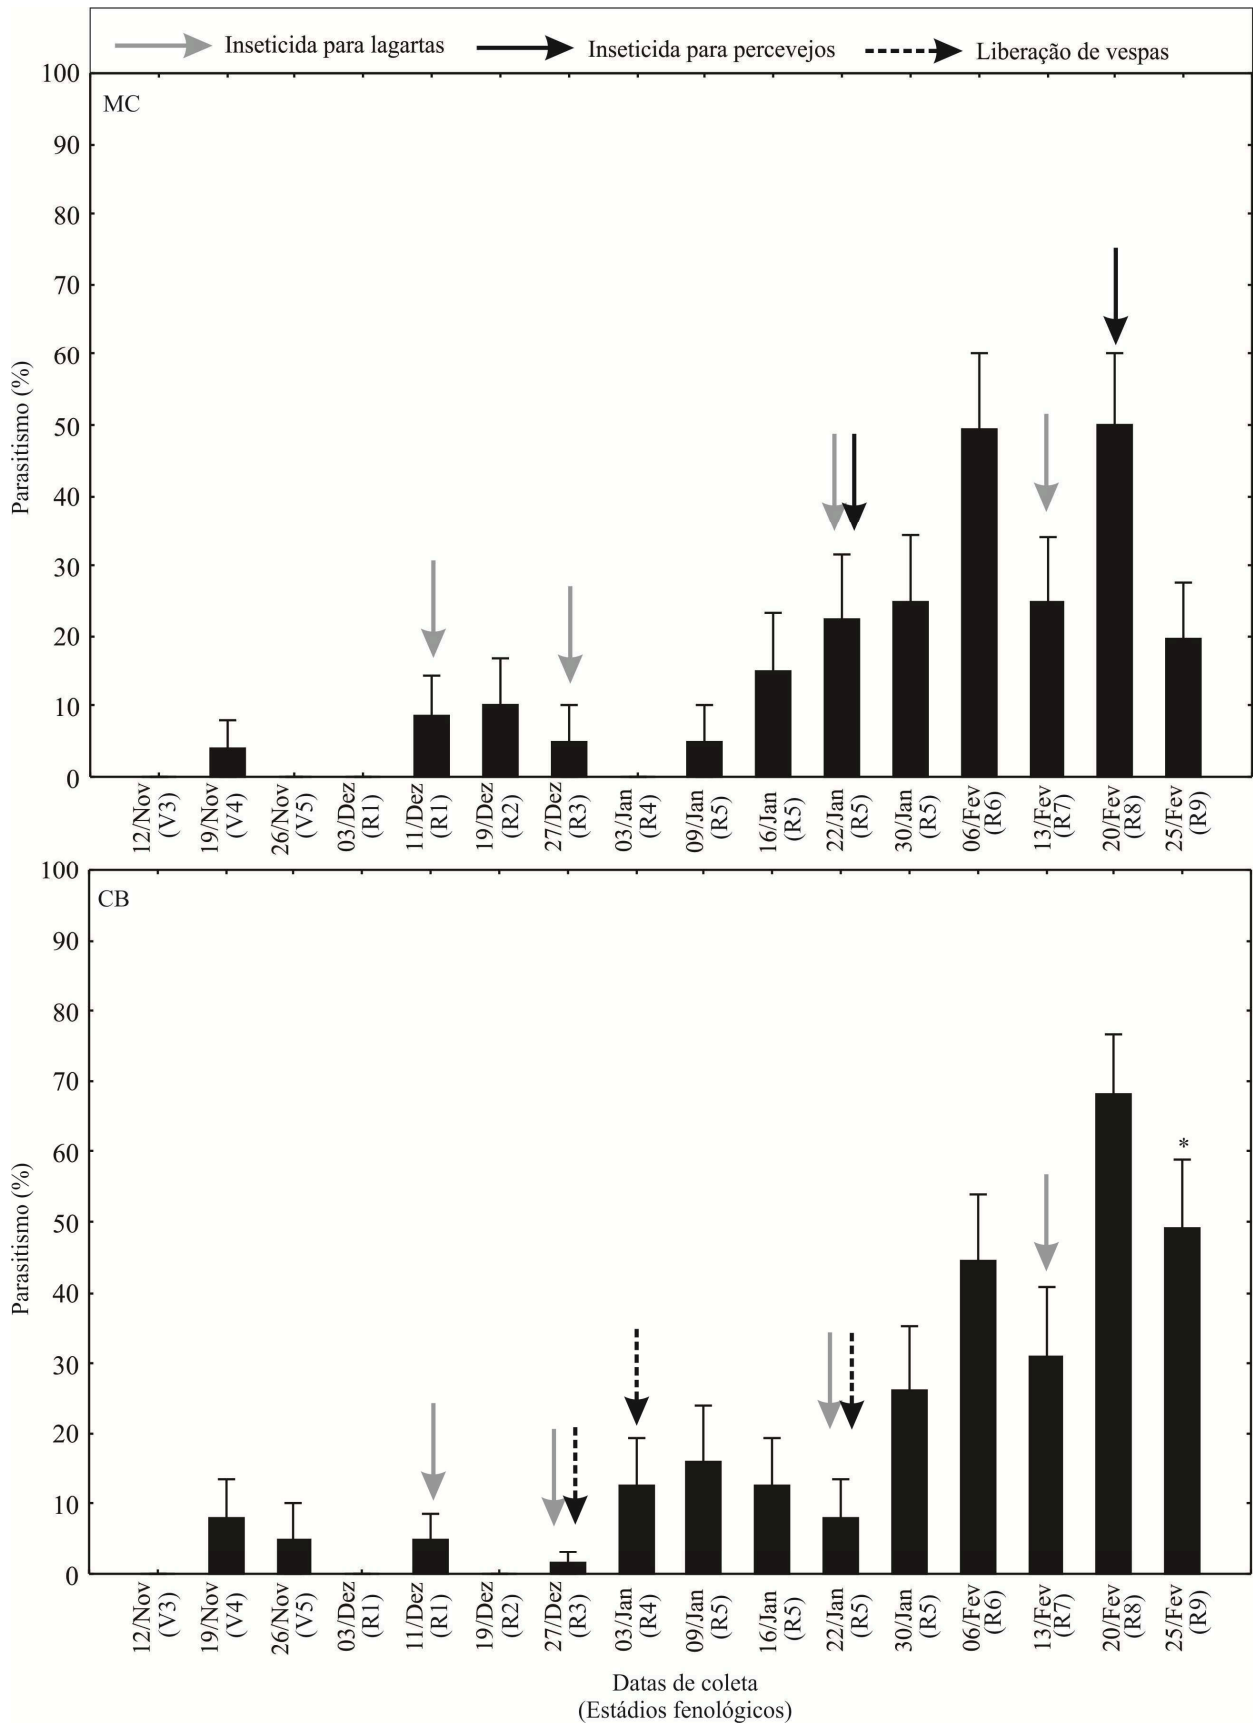 Inseticida para lagartas
Inseticida para percevejos
Liberação de vespas
MC
100
90
80
70
60
50
40
30
20
10
0
Parasitismo (%)
12/Nov
(V3)
19/Nov
(V4)
26/Nov
(V5)
03/Dez
(R1)
11/Dez
(R1)
19/Dez
(R2)
27/Dez
(R3)
03/Jan
(R4)
09/Jan
(R5)
16/Jan
(R5)
22/Jan
(R5)
30/Jan
(R5)
06/Fev
(R6)
13/Fev
(R7)
20/Fev
(R8)
25/Fev
(R9)
CB
100
90
80
70
60
50
40
30
20
10
0
Parasitismo (%)
*
12/Nov
(V3)
19/Nov
(V4)
26/Nov
(V5)
03/Dez
(R1)
11/Dez
(R1)
19/Dez
(R2)
27/Dez
(R3)
03/Jan
(R4)
09/Jan
(R5)
16/Jan
(R5)
22/Jan
(R5)
30/Jan
(R5)
06/Fev
(R6)
13/Fev
(R7)
20/Fev
(R8)
25/Fev
(R9)
Datas de coleta
(Estádios fenológicos)